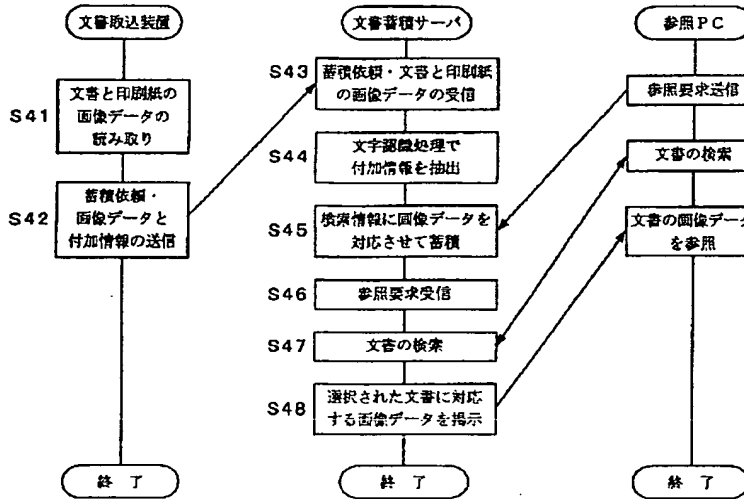 文書取込装置
文書と印刷紙の
画像データの
読み取り
S41
蓄積依頼・
画像データと
付加情報の送信
S42
終 了
文書蓄積サーバ
S43
蓄積依頼・文書と印刷紙
の画像データの受信
S44
文字認識処理で
付加情報を抽出
S45
検索情報に画像データを
対応させて蓄積
S46
参照要求受信
S47
文書の検索
S48
選択された文書に対応
する画像データを掲示
終 了
参照PC
参照要求送信
文書の検索
文書の画像データ
を参照
終 了